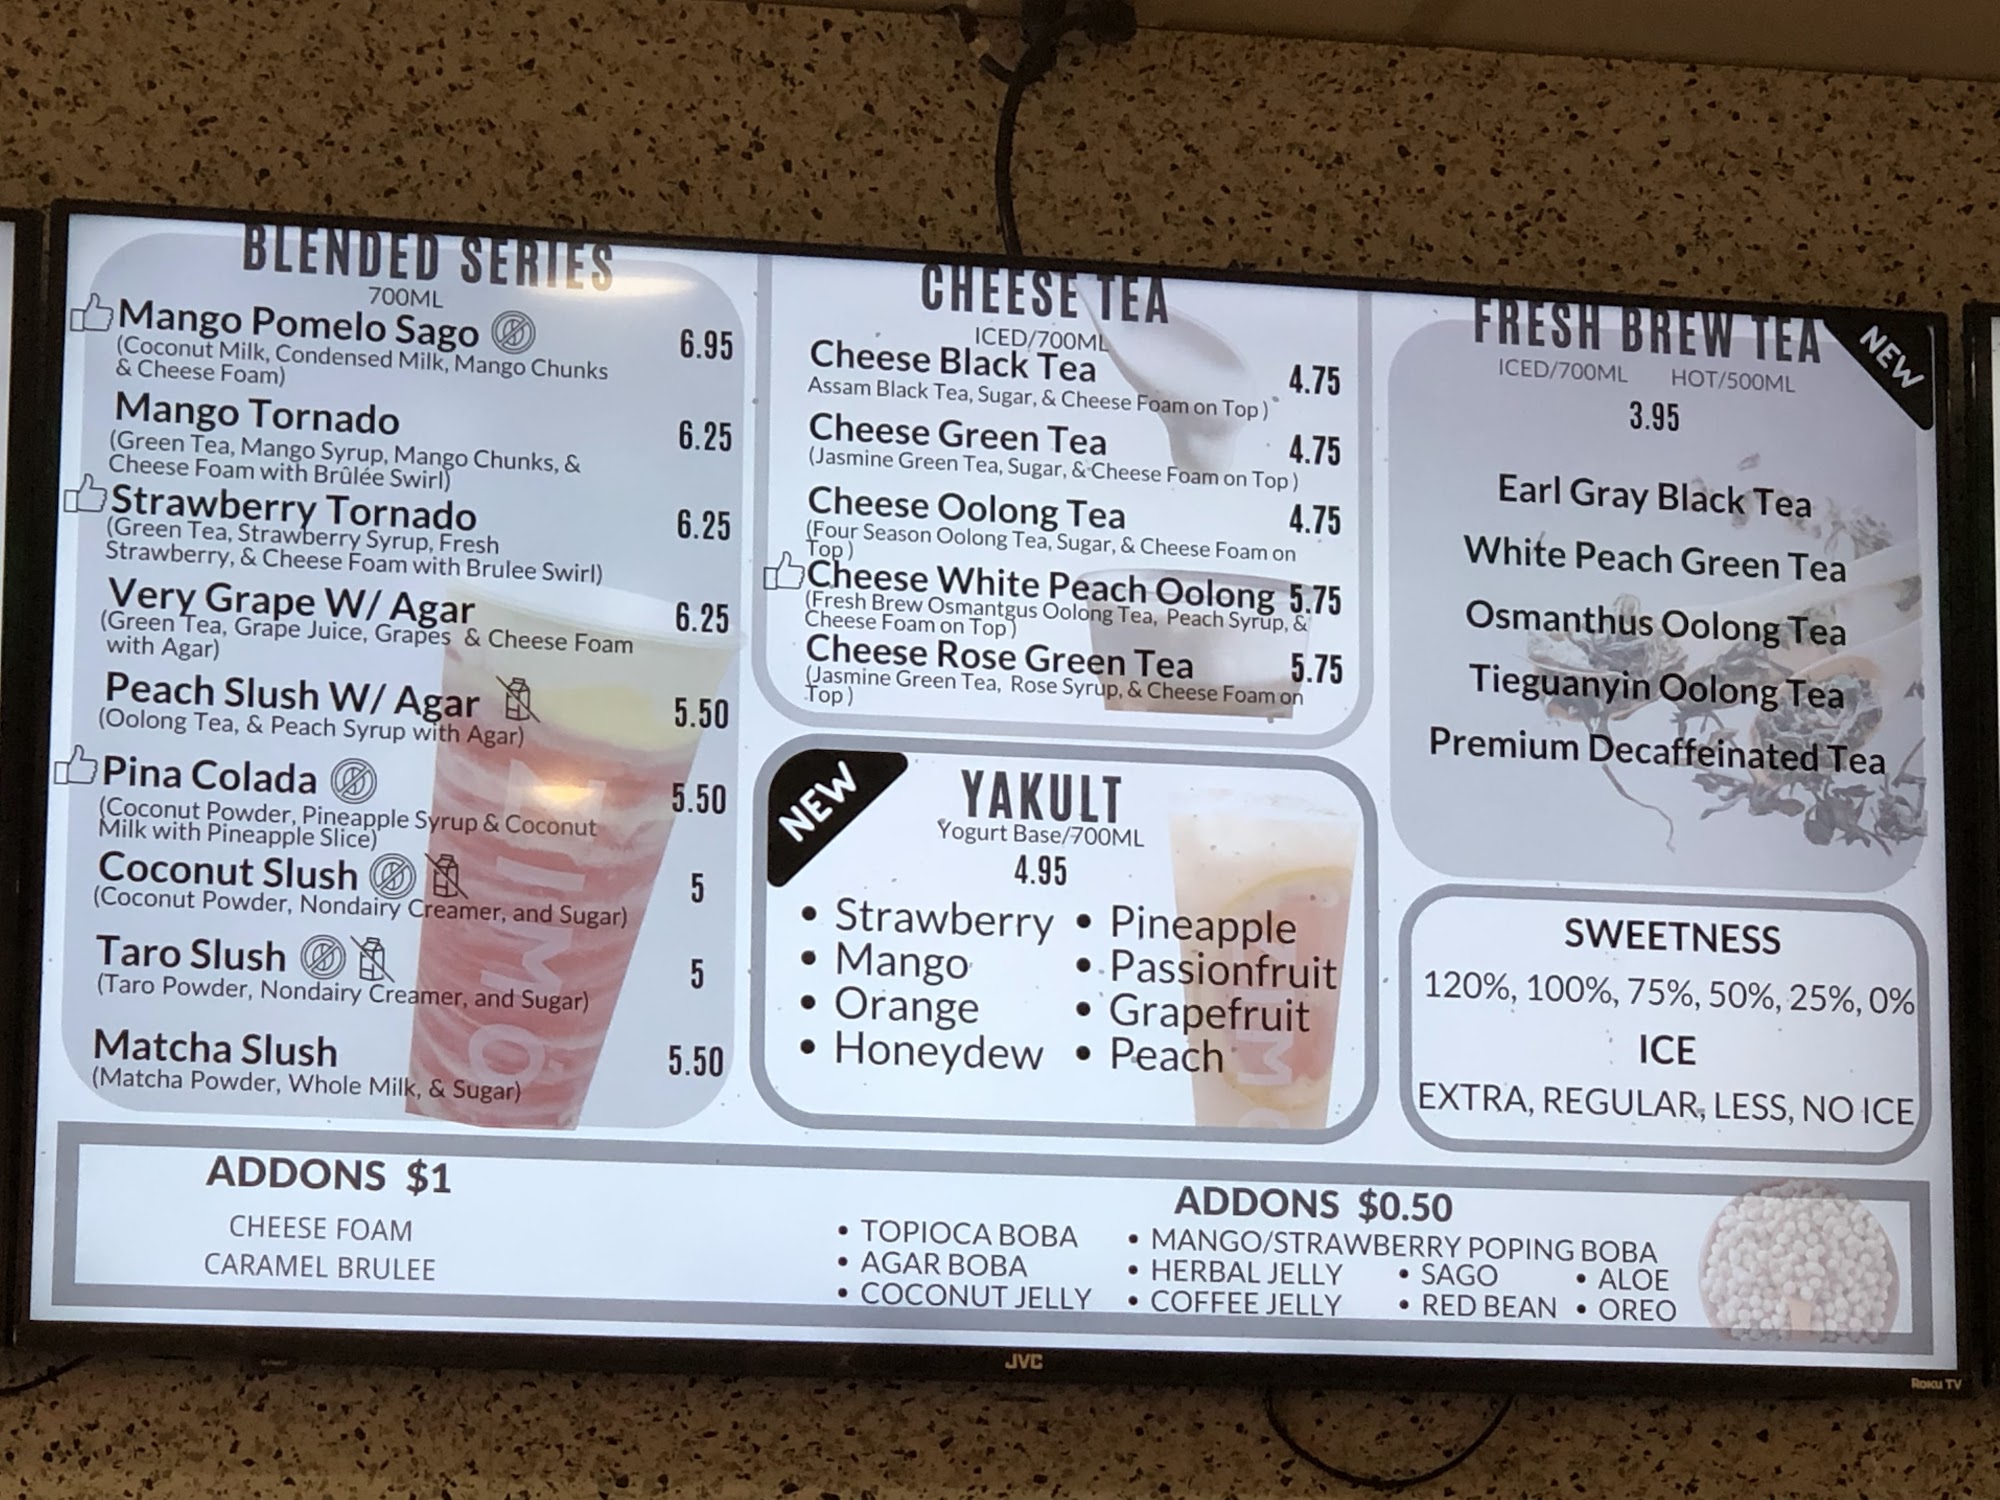 BLENDED SERIES
700ML
Mango Pomelo Sago 6.95
(Coconut Milk, Condensed Milk, Mango Chunks
& Cheese Foam)
Mango Tornado 6.25
(Green Tea, Mango Syrup, Mango Chunks, &
Cheese Foam with Brûlée Swirl)
Strawberry Tornado 6.25
(Green Tea, Strawberry Syrup, Fresh
Strawberry, & Cheese Foam with Brulee Swirl)
Very Grape W/ Agar 6.25
(Green Tea, Grape Juice, Grapes & Cheese Foam
with Agar)
Peach Slush W/ Agar 5.50
(Oolong Tea, & Peach Syrup with Agar)
Pina Colada 5.50
(Coconut Powder, Pineapple Syrup & Coconut
Milk with Pineapple Slice)
Coconut Slush 5
(Coconut Powder, Nondairy Creamer, and Sugar)
Taro Slush 5
(Taro Powder, Nondairy Creamer, and Sugar)
Matcha Slush 5.50
(Matcha Powder, Whole Milk, & Sugar)
CHEESE TEA
ICED/700ML
Cheese Black Tea 4.75
Assam Black Tea, Sugar, & Cheese Foam on Top )
Cheese Green Tea 4.75
(Jasmine Green Tea, Sugar, & Cheese Foam on Top )
Cheese Oolong Tea 4.75
(Four Season Oolong Tea, Sugar, & Cheese Foam on
Top )
Cheese White Peach Oolong 5.75
(Fresh Brew Osmantgus Oolong Tea, Peach Syrup, &
Cheese Foam on Top )
Cheese Rose Green Tea 5.75
(Jasmine Green Tea, Rose Syrup, & Cheese Foam on
Top )
NEW
YAKULT
Yogurt Base/700ML
4.95
• Strawberry • Pineapple
• Mango • Passionfruit
• Orange • Grapefruit
• Honeydew • Peach
FRESH BREW TEA
NEW
ICED/700ML HOT/500ML
3.95
Earl Gray Black Tea
White Peach Green Tea
Osmanthus Oolong Tea
Tieguanyin Oolong Tea
Premium Decaffeinated Tea
SWEETNESS
120%, 100%, 75%, 50%, 25%, 0%
ICE
EXTRA, REGULAR, LESS, NO ICE
ADDONS $1
CHEESE FOAM
CARAMEL BRULEE
ADDONS $0.50
• TOPIOCA BOBA • MANGO/STRAWBERRY POPING BOBA
• AGAR BOBA • HERBAL JELLY • SAGO • ALOE
• COCONUT JELLY • COFFEE JELLY • RED BEAN • OREO
JVC
Roku TV